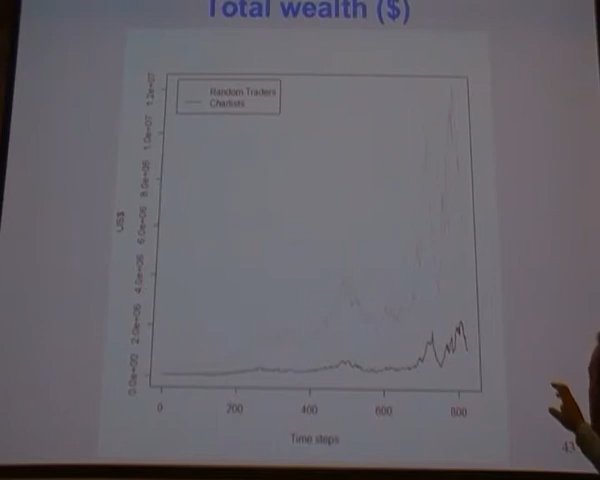 Total wealth ($)
Random Traders
Chartists
US$
0.0e+00 2.0e+06 4.0e+06 6.0e+06 8.0e+06 1.0e+07 1.2e+07
0 200 400 600 800
Time steps
43